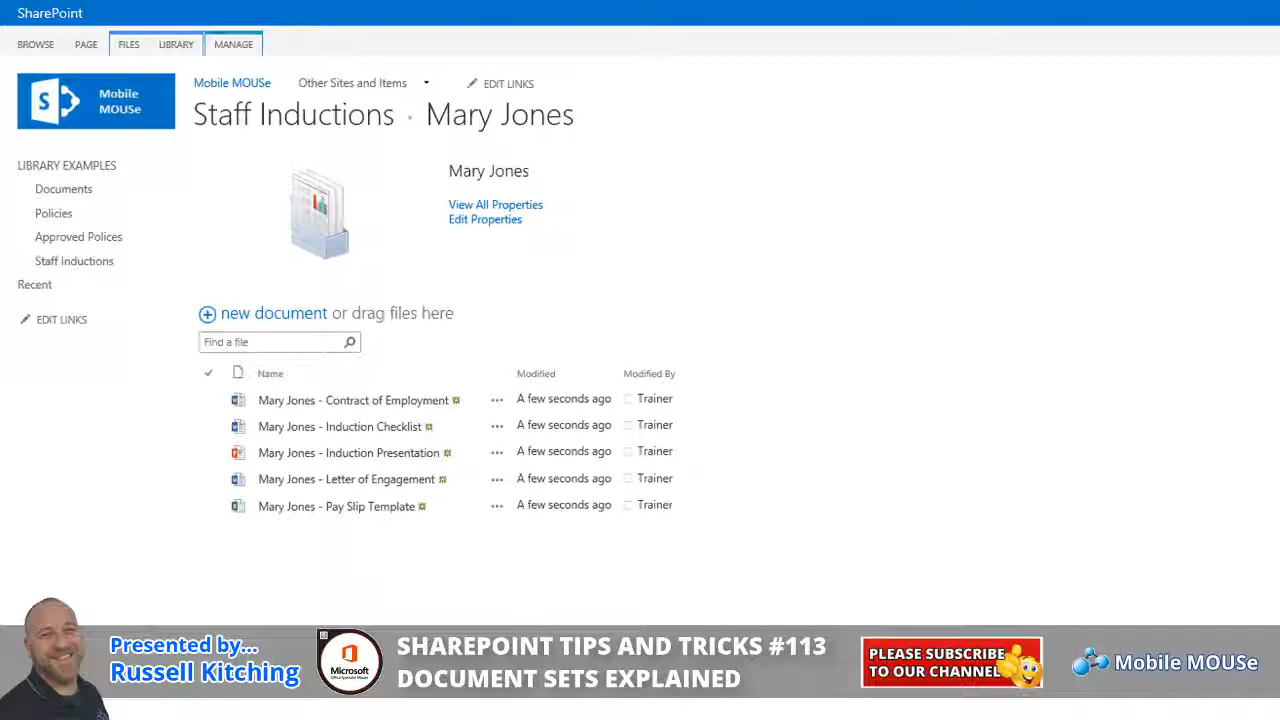 SharePoint
BROWSE PAGE FILES LIBRARY MANAGE
Mobile MOUSe
Mobile MOUSe Other Sites and Items EDIT LINKS
Staff Inductions Mary Jones
LIBRARY EXAMPLES
Documents
Policies
Approved Polices
Staff Inductions
Recent
EDIT LINKS
Mary Jones
View All Properties
Edit Properties
new document or drag files here
Find a file
Name Modified Modified By
Mary Jones - Contract of Employment ... A few seconds ago Trainer
Mary Jones - Induction Checklist ... A few seconds ago Trainer
Mary Jones - Induction Presentation ... A few seconds ago Trainer
Mary Jones - Letter of Engagement ... A few seconds ago Trainer
Mary Jones - Pay Slip Template ... A few seconds ago Trainer
Presented by...
Russell Kitching
Microsoft
SHAREPOINT TIPS AND TRICKS #113
DOCUMENT SETS EXPLAINED
PLEASE SUBSCRIBE
TO OUR CHANNEL
Mobile MOUSe